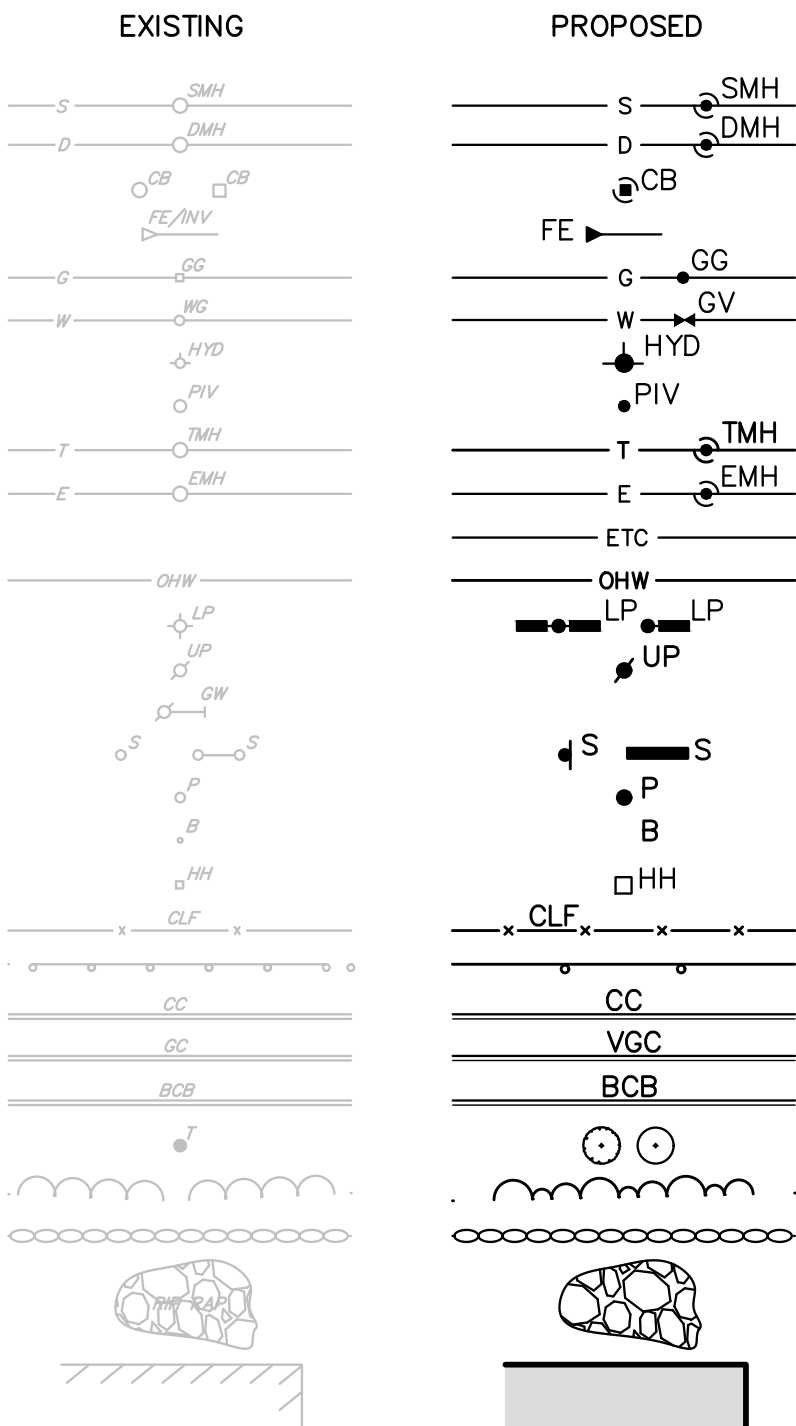 EXISTING PROPOSED
SMH SMH
S S
DMH DMH
D D
CB CB CB
FE/INV FE
GG GG
G G
WG GV
W W
HYD HYD
PIV PIV
TMH TMH
T T
EMH EMH
E E
ETC
OHW OHW
LP LP LP
UP UP
GW
S S S S
P P
B B
HH HH
CLF CLF
x x x x x x
CC CC
GC VGC
BCB BCB
T
RIP RAP